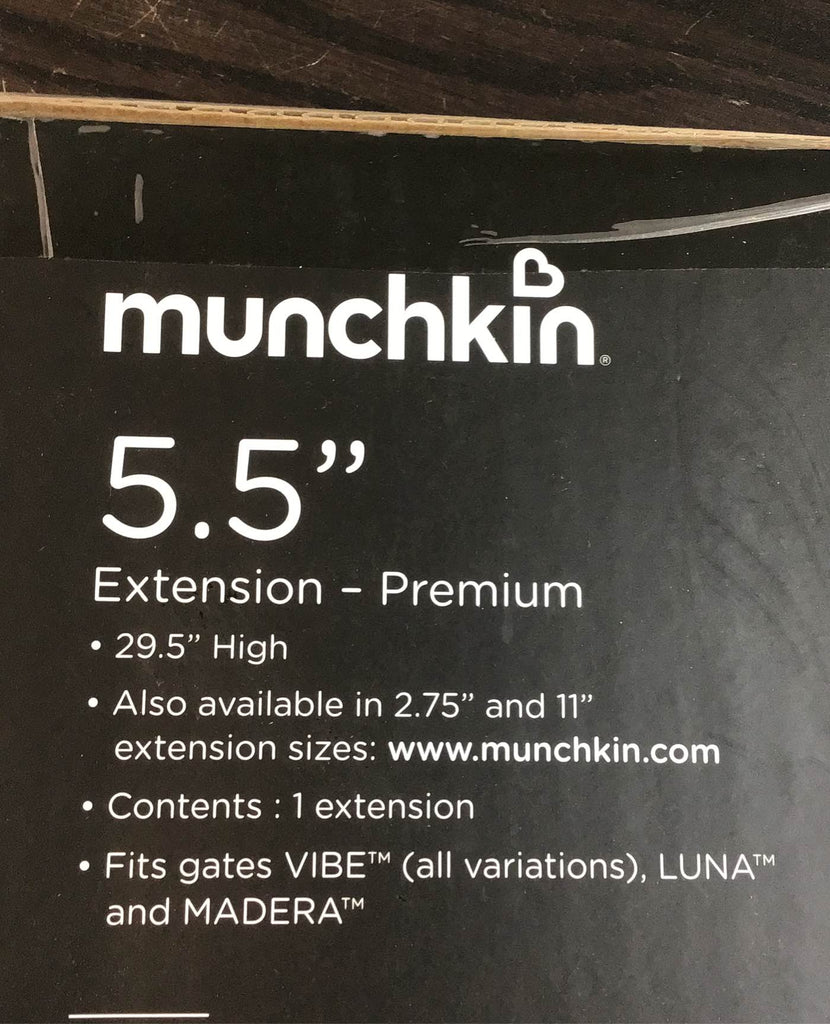 munchkin®
5.5”
Extension – Premium
• 29.5” High
• Also available in 2.75” and 11”
extension sizes: www.munchkin.com
• Contents : 1 extension
• Fits gates VIBE™ (all variations), LUNA™
and MADERA™